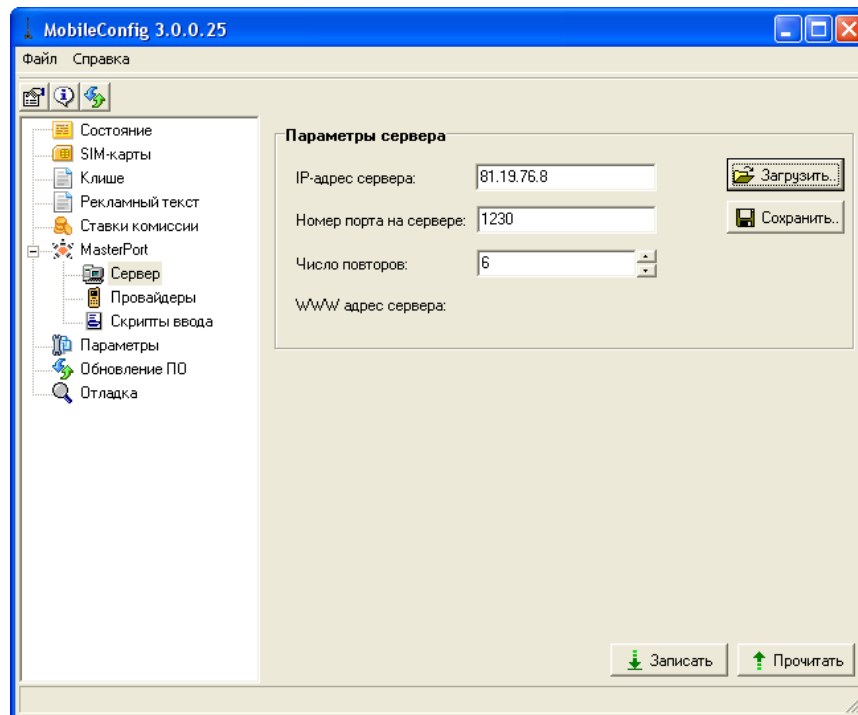 MobileConfig 3.0.0.25
Файл Справка
Состояние
SIM-карты
Клише
Рекламный текст
Ставки комиссии
MasterPort
Сервер
Провайдеры
Скрипты ввода
Параметры
Обновление ПО
Отладка
Параметры сервера
IP-адрес сервера: 81.19.76.8 Загрузить..
Номер порта на сервере: 1230 Сохранить..
Число повторов: 6
WWW адрес сервера:
Записать Прочитать